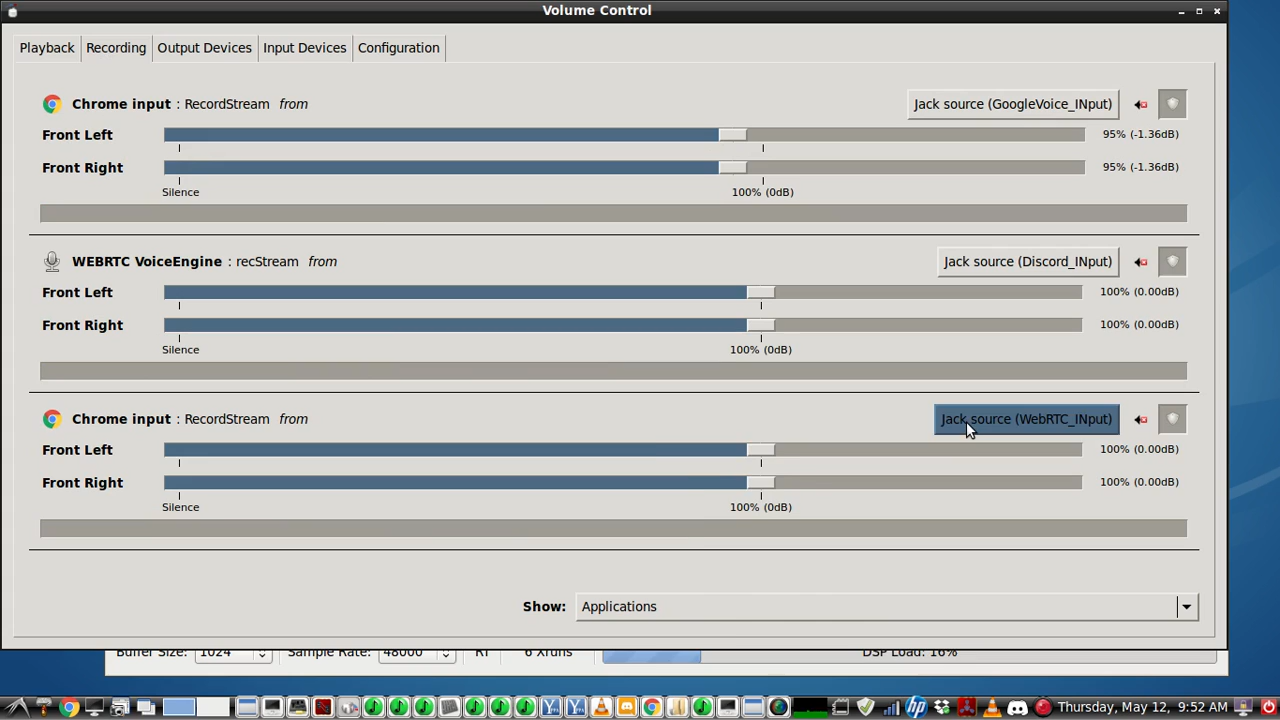 Volume Control
Playback Recording Output Devices Input Devices Configuration
Chrome input : RecordStream from Jack source (GoogleVoice_INput)
Front Left 95% (-1.36dB)
Front Right 95% (-1.36dB)
Silence 100% (0dB)
WEBRTC VoiceEngine : recStream from Jack source (Discord_INput)
Front Left 100% (0.00dB)
Front Right 100% (0.00dB)
Silence 100% (0dB)
Chrome input : RecordStream from Jack source (WebRTC_INput)
Front Left 100% (0.00dB)
Front Right 100% (0.00dB)
Silence 100% (0dB)
Show: Applications
Buffer Size: 1024 Sample Rate: 48000 RT 6 Xruns DSP Load: 16%
Thursday, May 12, 9:52 AM